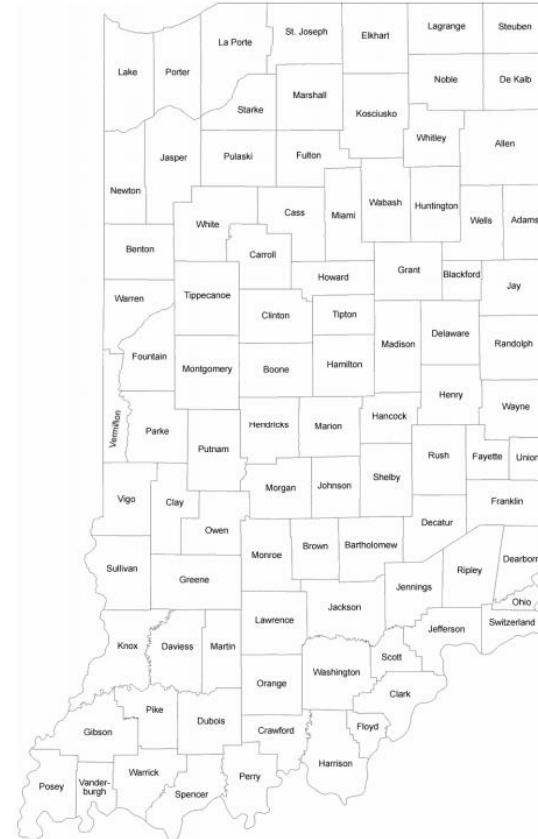 La Porte
St. Joseph
Elkhart
Lagrange
Steuben
Lake
Porter
Noble
De Kalb
Starke
Marshall
Kosciusko
Whitley
Allen
Jasper
Pulaski
Fulton
Newton
White
Cass
Miami
Wabash
Huntington
Wells
Adams
Benton
Carroll
Howard
Grant
Blackford
Jay
Warren
Tippecanoe
Clinton
Tipton
Madison
Delaware
Randolph
Fountain
Montgomery
Boone
Hamilton
Henry
Wayne
Vermillion
Parke
Putnam
Hendricks
Marion
Hancock
Rush
Fayette
Union
Vigo
Clay
Morgan
Johnson
Shelby
Franklin
Owen
Monroe
Brown
Bartholomew
Decatur
Sullivan
Greene
Jennings
Ripley
Dearborn
Ohio
Lawrence
Jackson
Jefferson
Switzerland
Knox
Daviess
Martin
Washington
Scott
Orange
Clark
Pike
Dubois
Crawford
Floyd
Gibson
Harrison
Posey
Vander-
burgh
Warrick
Spencer
Perry